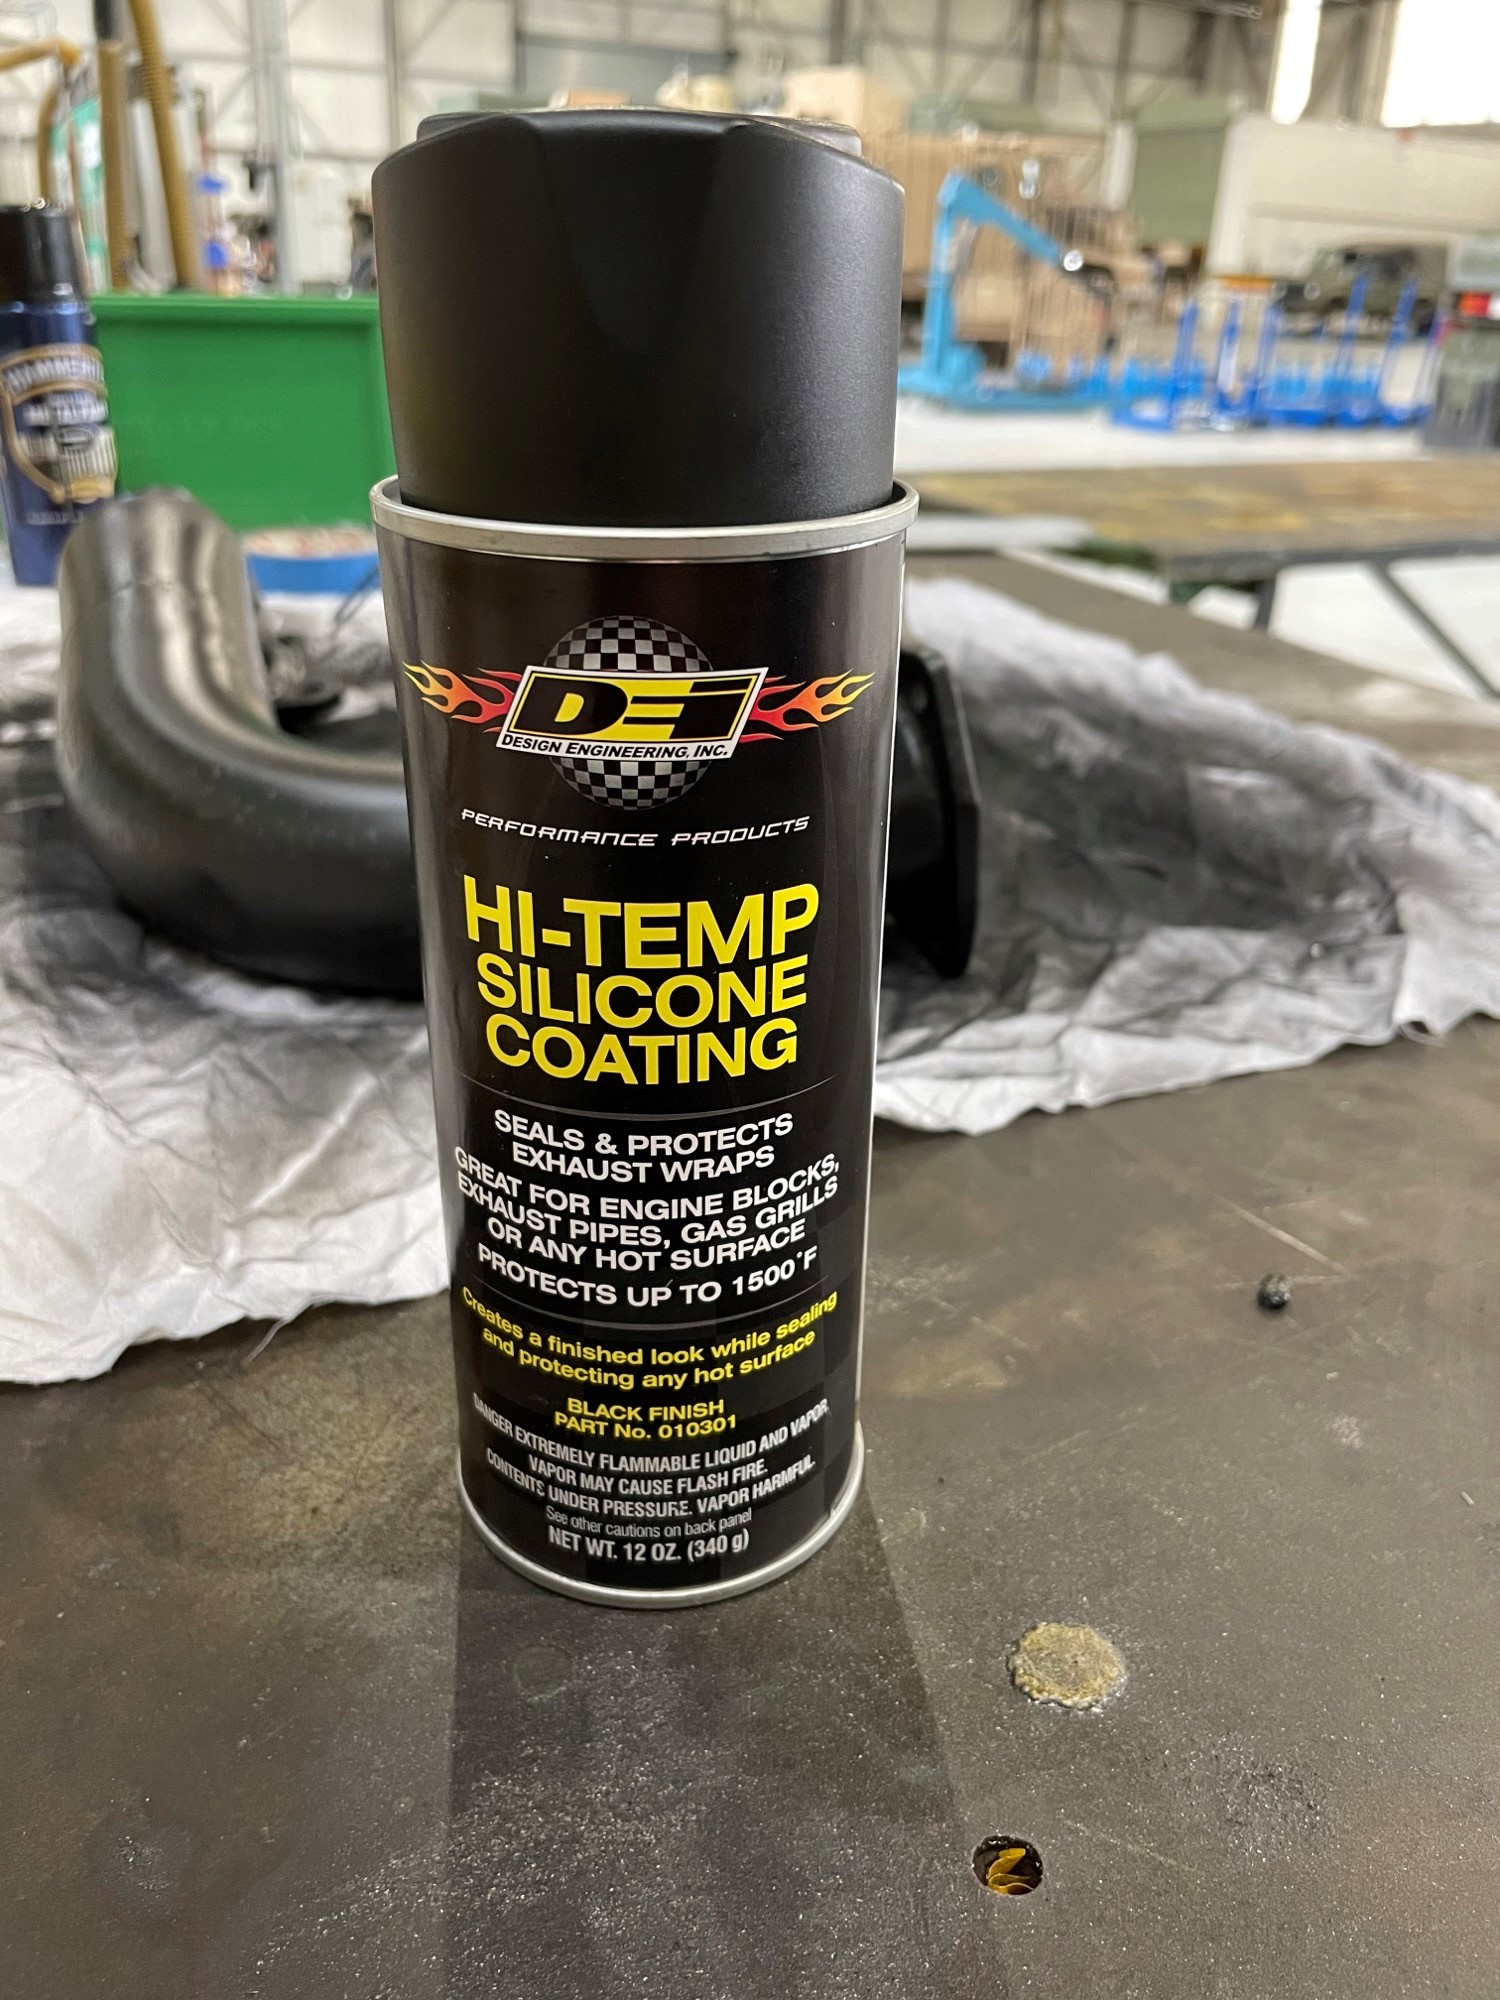 DEi
DESIGN ENGINEERING, INC.
PERFORMANCE PRODUCTS
HI-TEMP
SILICONE
COATING
SEALS & PROTECTS
EXHAUST WRAPS
GREAT FOR ENGINE BLOCKS,
EXHAUST PIPES, GAS GRILLS
OR ANY HOT SURFACE
PROTECTS UP TO 1500°F
Creates a finished look while sealing
and protecting any hot surface
BLACK FINISH
PART No. 010301
DANGER EXTREMELY FLAMMABLE LIQUID AND VAPOR
VAPOR MAY CAUSE FLASH FIRE.
CONTENTS UNDER PRESSURE. VAPOR HARMFUL.
See other cautions on back panel
NET WT. 12 OZ. (340 g)